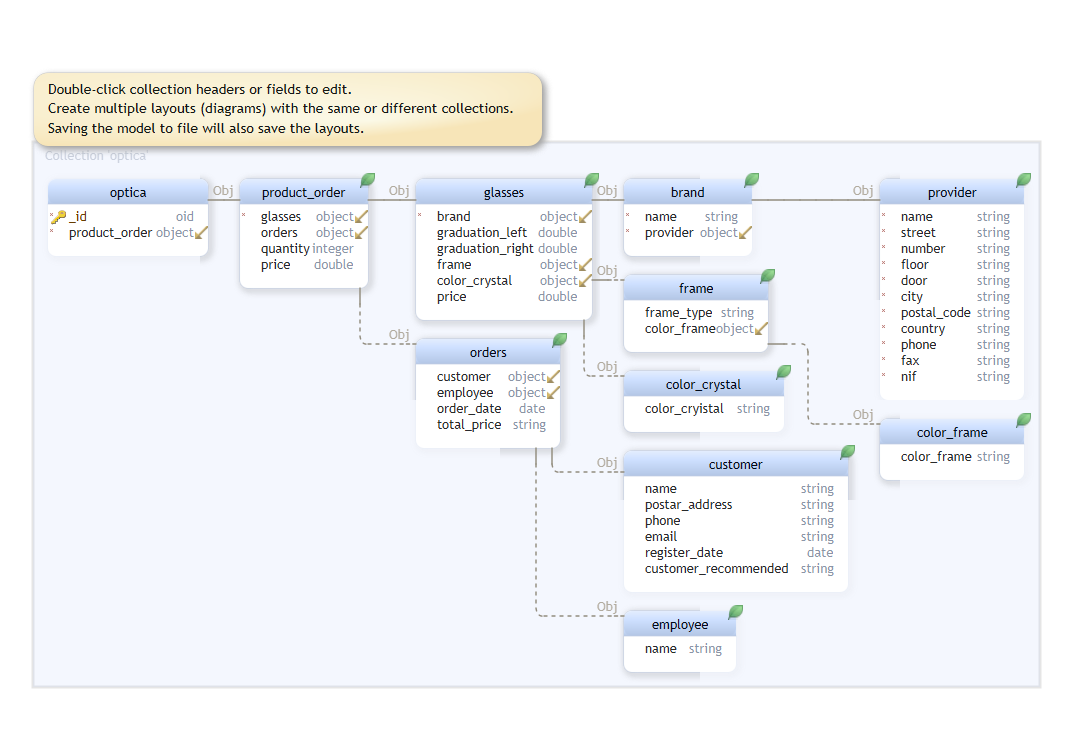 Double-click collection headers or fields to edit.
Create multiple layouts (diagrams) with the same or different collections.
Saving the model to file will also save the layouts.
Collection 'optica'
optica
* _id oid
* product_order object
Obj
product_order
* glasses object
orders object
quantity integer
price double
Obj
glasses
* brand object
graduation_left double
graduation_right double
frame object
color_crystal object
price double
Obj
brand
* name string
* provider object
Obj
provider
* name string
* street string
* number string
* floor string
* door string
* city string
* postal_code string
* country string
* phone string
* fax string
* nif string
Obj
frame
frame_type string
color_frame object
Obj
orders
customer object
employee object
order_date date
total_price string
Obj
color_crystal
color_cryistal string
Obj
color_frame
color_frame string
Obj
customer
name string
postar_address string
phone string
email string
register_date date
customer_recommended string
Obj
employee
name string